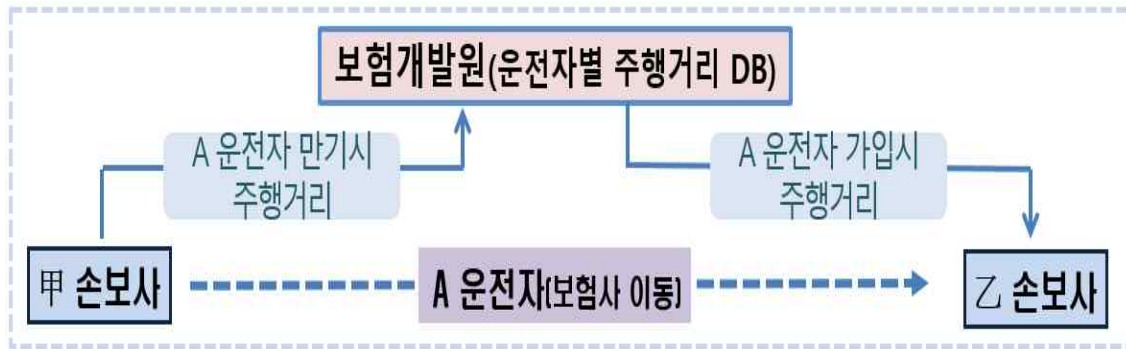 보험개발원(운전자별 주행거리 DB)
A 운전자 만기시
주행거리
A 운전자 가입시
주행거리
甲 손보사
A 운전자(보험사 이동)
乙 손보사